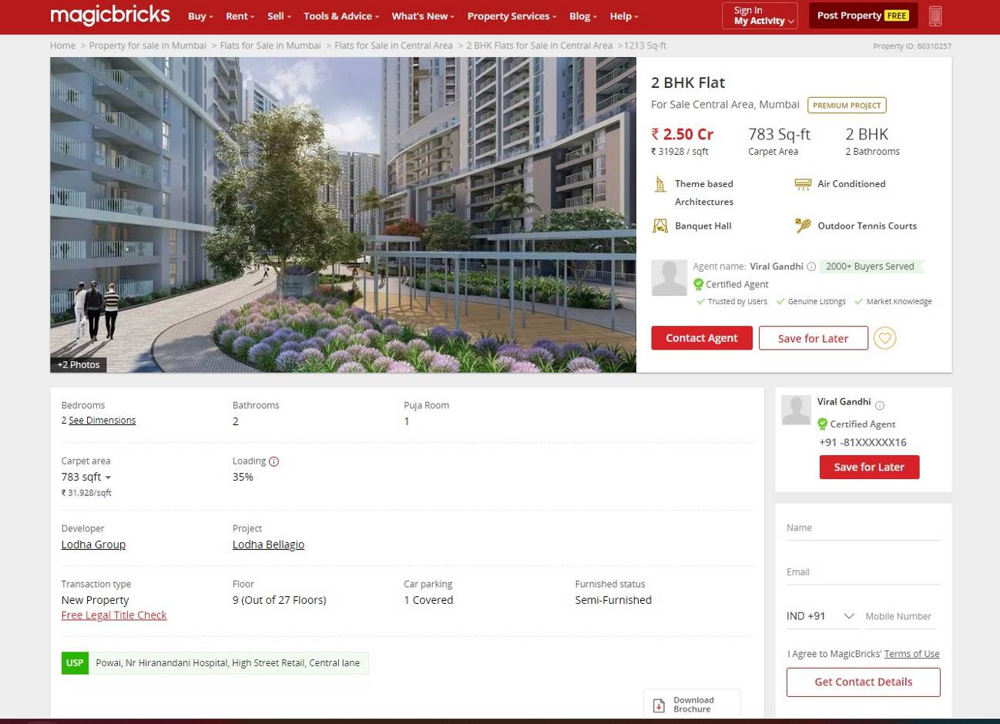 magicbricks Buy Rent Sell Tools & Advice What's New Property Services Blog Help Sign In My Activity Post Property FREE
Home > Property for sale in Mumbai > Flats for Sale in Mumbai > Flats for Sale in Central Area > 2 BHK Flats for Sale in Central Area >1213 Sq-ft Property ID: 60310257
+2 Photos
2 BHK Flat
For Sale Central Area, Mumbai PREMIUM PROJECT
₹ 2.50 Cr 783 Sq-ft 2 BHK
₹ 31928 / sqft Carpet Area 2 Bathrooms
Theme based Architectures
Air Conditioned
Banquet Hall
Outdoor Tennis Courts
Agent name: Viral Gandhi 2000+ Buyers Served
Certified Agent
Trusted by Users Genuine Listings Market Knowledge
Contact Agent Save for Later
Bedrooms Bathrooms Puja Room
2 See Dimensions 2 1
Carpet area Loading
783 sqft 35%
₹ 31,928/sqft
Developer Project
Lodha Group Lodha Bellagio
Transaction type Floor Car parking Furnished status
New Property 9 (Out of 27 Floors) 1 Covered Semi-Furnished
Free Legal Title Check
USP Powai, Nr Hiranandani Hospital, High Street Retail, Central lane
Download
Brochure
Viral Gandhi
Certified Agent
+91 -81XXXXXX16
Save for Later
Name
Email
IND +91 Mobile Number
I Agree to MagicBricks' Terms of Use
Get Contact Details